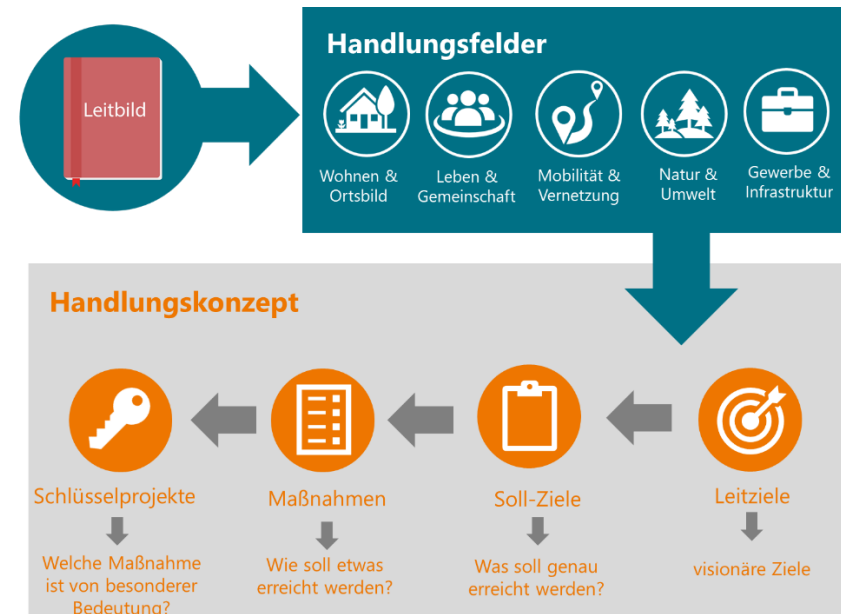 Leitbild
Handlungsfelder
Wohnen &
Ortsbild
Leben &
Gemeinschaft
Mobilität &
Vernetzung
Natur &
Umwelt
Gewerbe &
Infrastruktur
Handlungskonzept
Schlüsselprojekte
Welche Maßnahme
ist von besonderer
Bedeutung?
Maßnahmen
Wie soll etwas
erreicht werden?
Soll-Ziele
Was soll genau
erreicht werden?
Leitziele
visionäre Ziele